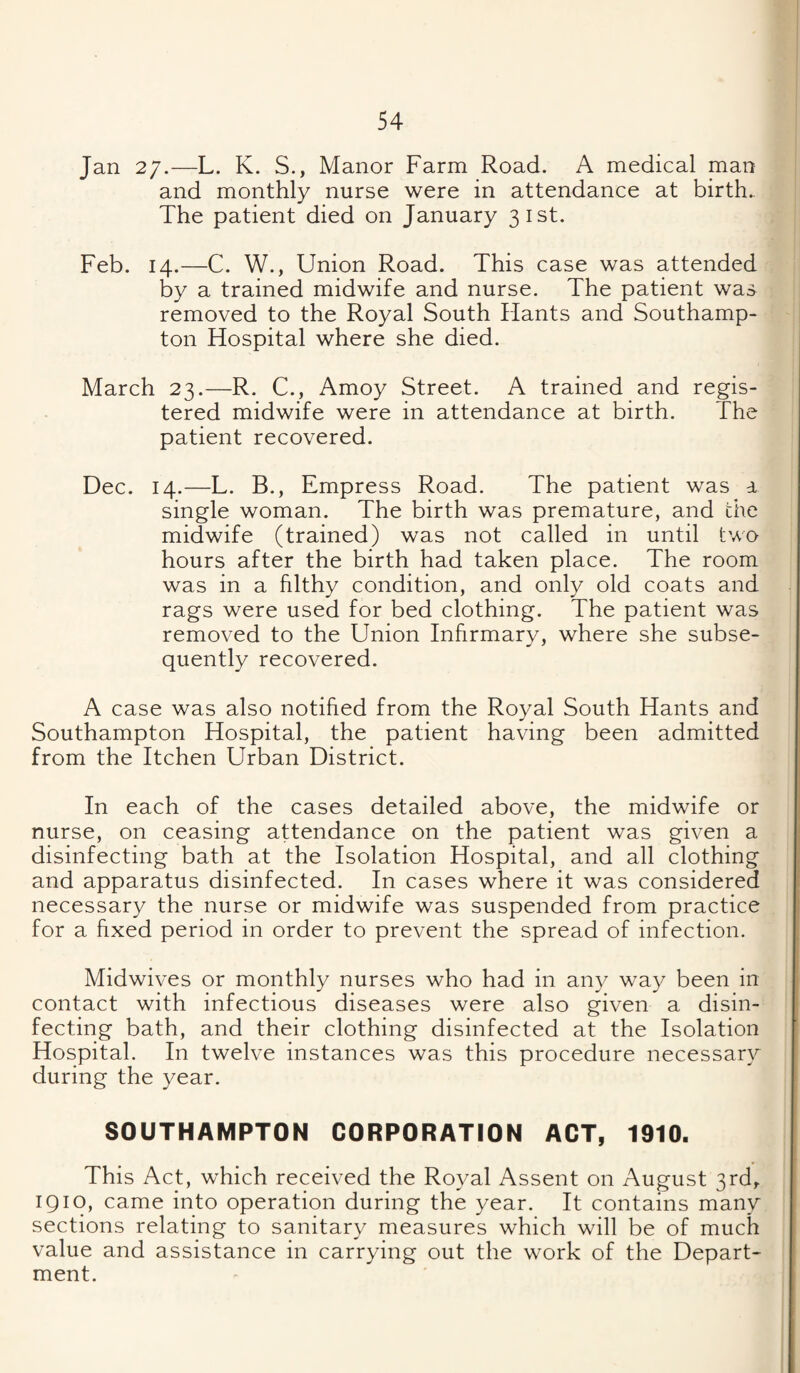 54
Jan 27.—L. K. S., Manor Farm Road. A medical man
and monthly nurse were in attendance at birth.
The patient died on January 31st.
Feb. 14.—C. W., Union Road. This case was attended
by a trained midwife and nurse. The patient was
removed to the Royal South Hants and Southamp-
ton Hospital where she died.
March 23.—R. C., Amoy Street. A trained and regis-
tered midwife were in attendance at birth. The
patient recovered.
Dec. 14.—L. B., Empress Road. The patient was a
single woman. The birth was premature, and the
midwife (trained) was not called in until two
hours after the birth had taken place. The room
was in a filthy condition, and only old coats and
rags were used for bed clothing. The patient was
removed to the Union Infirmary, where she subse-
quently recovered.
A case was also notified from the Royal South Hants and
Southampton Hospital, the patient having been admitted
from the Itchen Urban District.
In each of the cases detailed above, the midwife or
nurse, on ceasing attendance on the patient was given a
disinfecting bath at the Isolation Hospital, and all clothing
and apparatus disinfected. In cases where it was considered
necessary the nurse or midwife was suspended from practice
for a fixed period in order to prevent the spread of infection.
Midwives or monthly nurses who had in any way been in
contact with infectious diseases were also given a disin-
fecting bath, and their clothing disinfected at the Isolation
Hospital. In twelve instances was this procedure necessary
during the year.
SOUTHAMPTON CORPORATION ACT, 1910.
This Act, which received the Royal Assent on August 3rd,
1910, came into operation during the year. It contains many
sections relating to sanitary measures which will be of much
value and assistance in carrying out the work of the Depart-
ment.